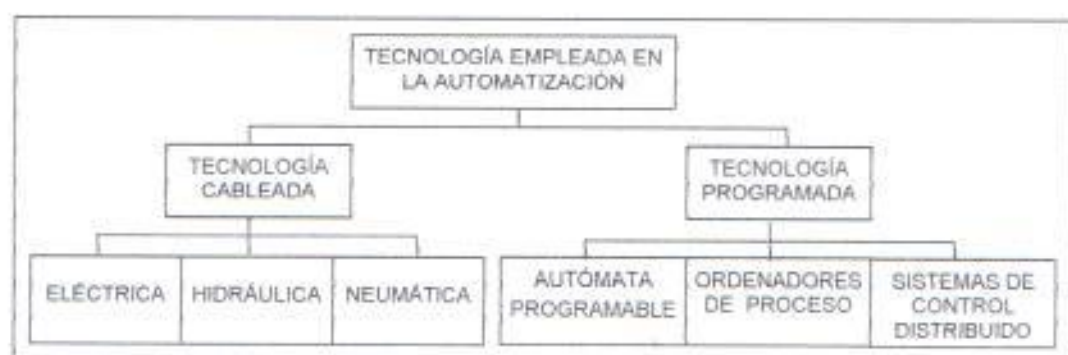 TECNOLOGÍA EMPLEADA EN
LA AUTOMATIZACIÓN
TECNOLOGÍA
CABLEADA
TECNOLOGÍA
PROGRAMADA
ELÉCTRICA
HIDRÁULICA
NEUMÁTICA
AUTÓMATA
PROGRAMABLE
ORDENADORES
DE PROCESO
SISTEMAS DE
CONTROL
DISTRIBUIDO